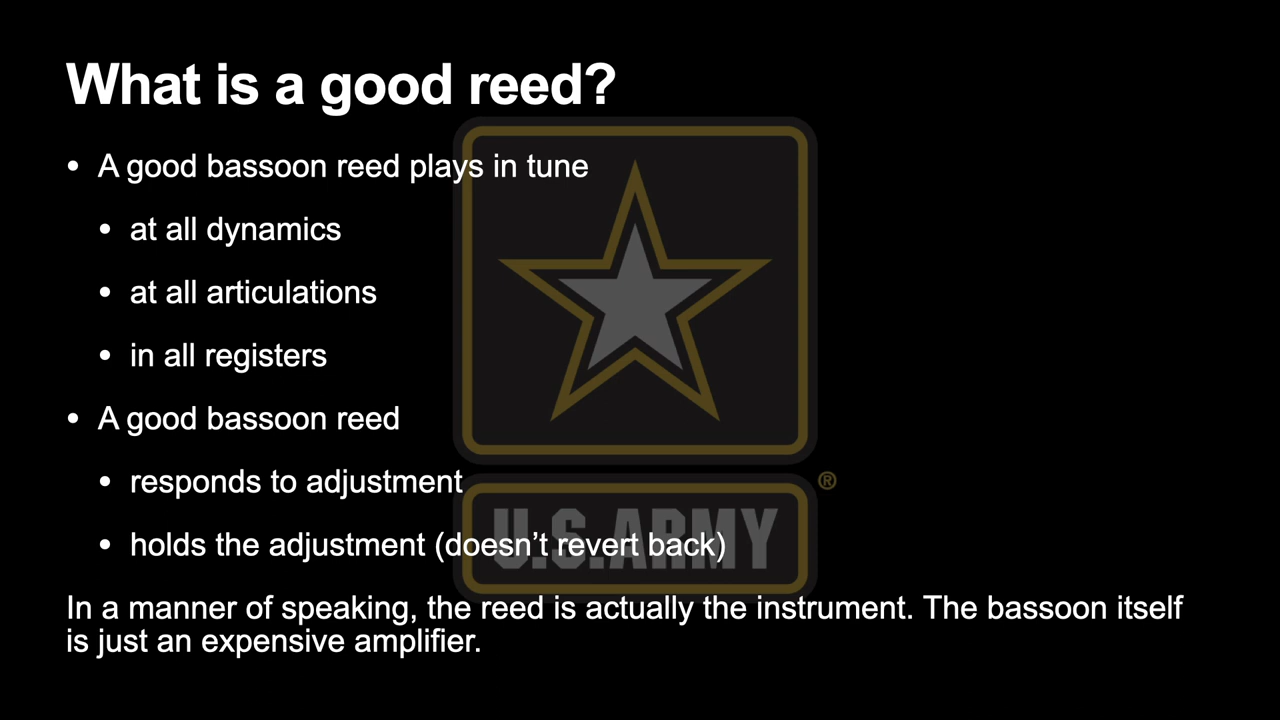 What is a good reed?
• A good bassoon reed plays in tune
• at all dynamics
• at all articulations
• in all registers
• A good bassoon reed
• responds to adjustment
• holds the adjustment (doesn’t revert back)
In a manner of speaking, the reed is actually the instrument. The bassoon itself
is just an expensive amplifier.
®
U.S.ARMY